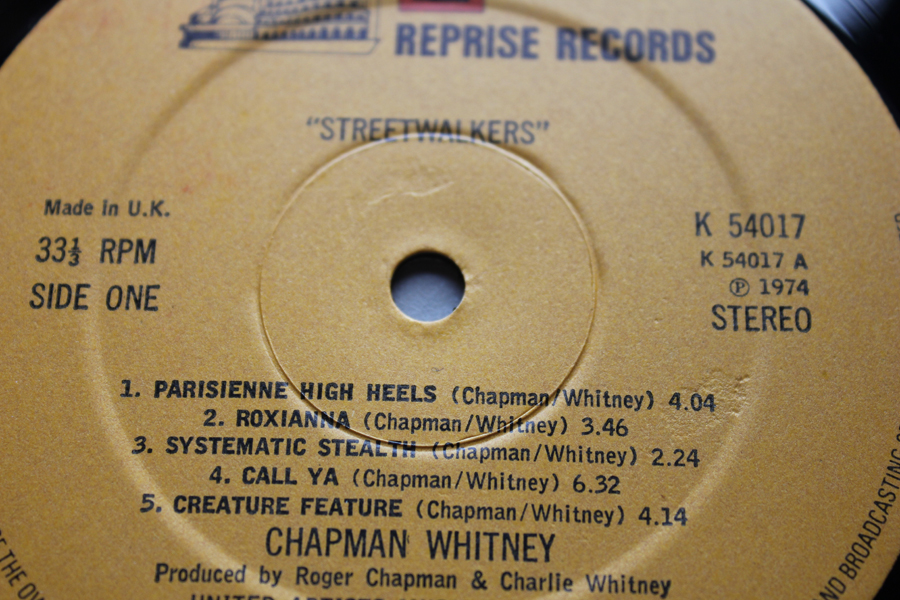 REPRISE RECORDS
"STREETWALKERS"
Made in U.K.
33⅓ RPM
SIDE ONE
K 54017
K 54017 A
Ⓟ 1974
STEREO
1. PARISIENNE HIGH HEELS (Chapman/Whitney) 4.04
2. ROXIANNA (Chapman/Whitney) 3.46
3. SYSTEMATIC STEALTH (Chapman/Whitney) 2.24
4. CALL YA (Chapman/Whitney) 6.32
5. CREATURE FEATURE (Chapman/Whitney) 4.14
CHAPMAN WHITNEY
Produced by Roger Chapman & Charlie Whitney
UNITED ARTISTS
THE
AND BROADCASTING